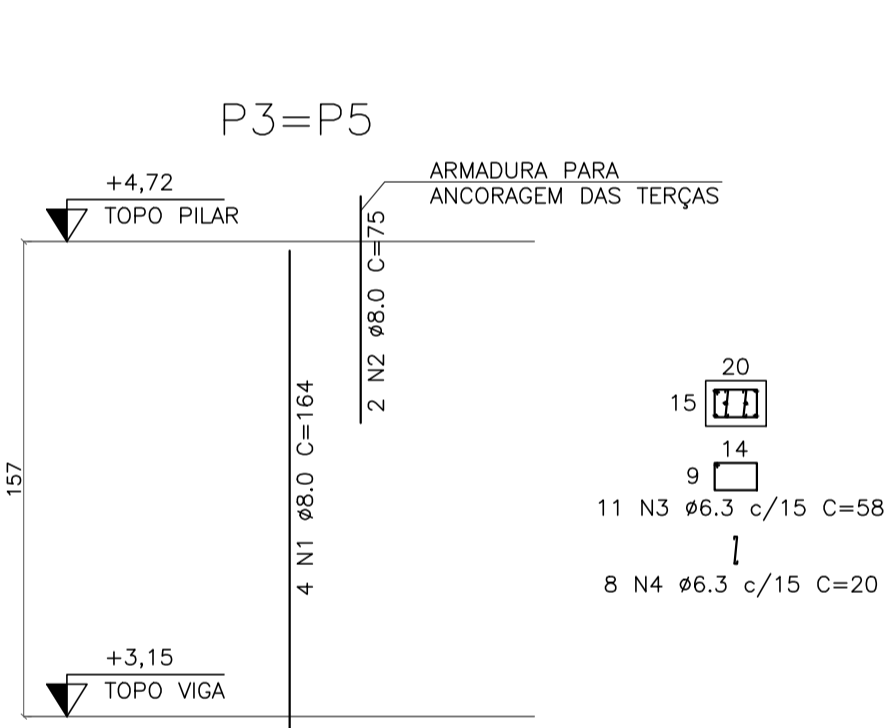 P3=P5
ARMADURA PARA
ANCORAGEM DAS TERÇAS
+4,72
TOPO PILAR
2 N2 ø8.0 C=75
4 N1 ø8.0 C=164
157
20
15
14
9
11 N3 ø6.3 c/15 C=58
8 N4 ø6.3 c/15 C=20
+3,15
TOPO VIGA